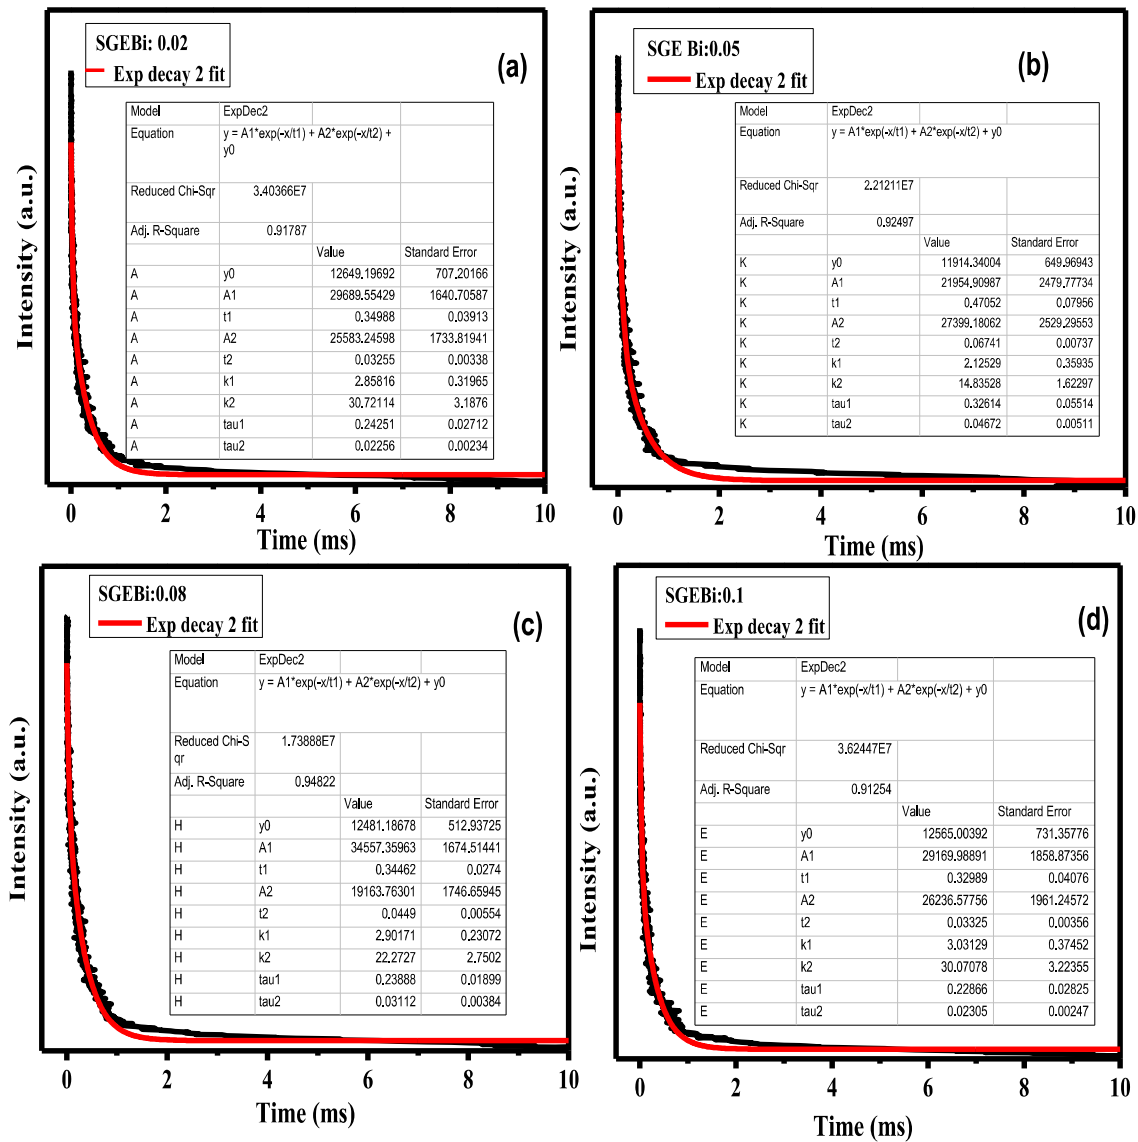 SGEBi: 0.02
Exp decay 2 fit
(a)
Model ExpDec2
Equation y = A1*exp(-x/t1) + A2*exp(-x/t2) +
y0
Reduced Chi-Sqr 3.40366E7
Adj. R-Square 0.91787
Value Standard Error
A y0 12649.19692 707.20166
A A1 29689.55429 1640.70587
A t1 0.34988 0.03913
A A2 25583.24598 1733.81941
A t2 0.03255 0.00338
A k1 2.85816 0.31965
A k2 30.72114 3.1876
A tau1 0.24251 0.02712
A tau2 0.02256 0.00234
Intensity (a.u.)
0 2 4 6 8 10
Time (ms)
SGE Bi:0.05
Exp decay 2 fit
(b)
Model ExpDec2
Equation y = A1*exp(-x/t1) + A2*exp(-x/t2) + y0
Reduced Chi-Sqr 2.21211E7
Adj. R-Square 0.92497
Value Standard Error
K y0 11914.34004 649.96943
K A1 21954.90987 2479.77734
K t1 0.47052 0.07956
K A2 27399.18062 2529.29553
K t2 0.06741 0.00737
K k1 2.12529 0.35935
K k2 14.83528 1.62297
K tau1 0.32614 0.05514
K tau2 0.04672 0.00511
Intensity (a.u.)
0 2 4 6 8 10
Time (ms)
SGEBi:0.08
Exp decay 2 fit
(c)
Model ExpDec2
Equation y = A1*exp(-x/t1) + A2*exp(-x/t2) + y0
Reduced Chi-S 1.73888E7
qr
Adj. R-Square 0.94822
Value Standard Error
H y0 12481.18678 512.93725
H A1 34557.35963 1674.51441
H t1 0.34462 0.0274
H A2 19163.76301 1746.65945
H t2 0.0449 0.00554
H k1 2.90171 0.23072
H k2 22.2727 2.7502
H tau1 0.23888 0.01899
H tau2 0.03112 0.00384
Intensity (a.u.)
0 2 4 6 8 10
Time (ms)
SGEBi:0.1
Exp decay 2 fit
(d)
Model ExpDec2
Equation y = A1*exp(-x/t1) + A2*exp(-x/t2) + y0
Reduced Chi-Sqr 3.62447E7
Adj. R-Square 0.91254
Value Standard Error
E y0 12565.00392 731.35776
E A1 29169.98891 1858.87356
E t1 0.32989 0.04076
E A2 26236.57756 1961.24572
E t2 0.03325 0.00356
E k1 3.03129 0.37452
E k2 30.07078 3.22355
E tau1 0.22866 0.02825
E tau2 0.02305 0.00247
Intensity (a.u.)
0 2 4 6 8 10
Time (ms)